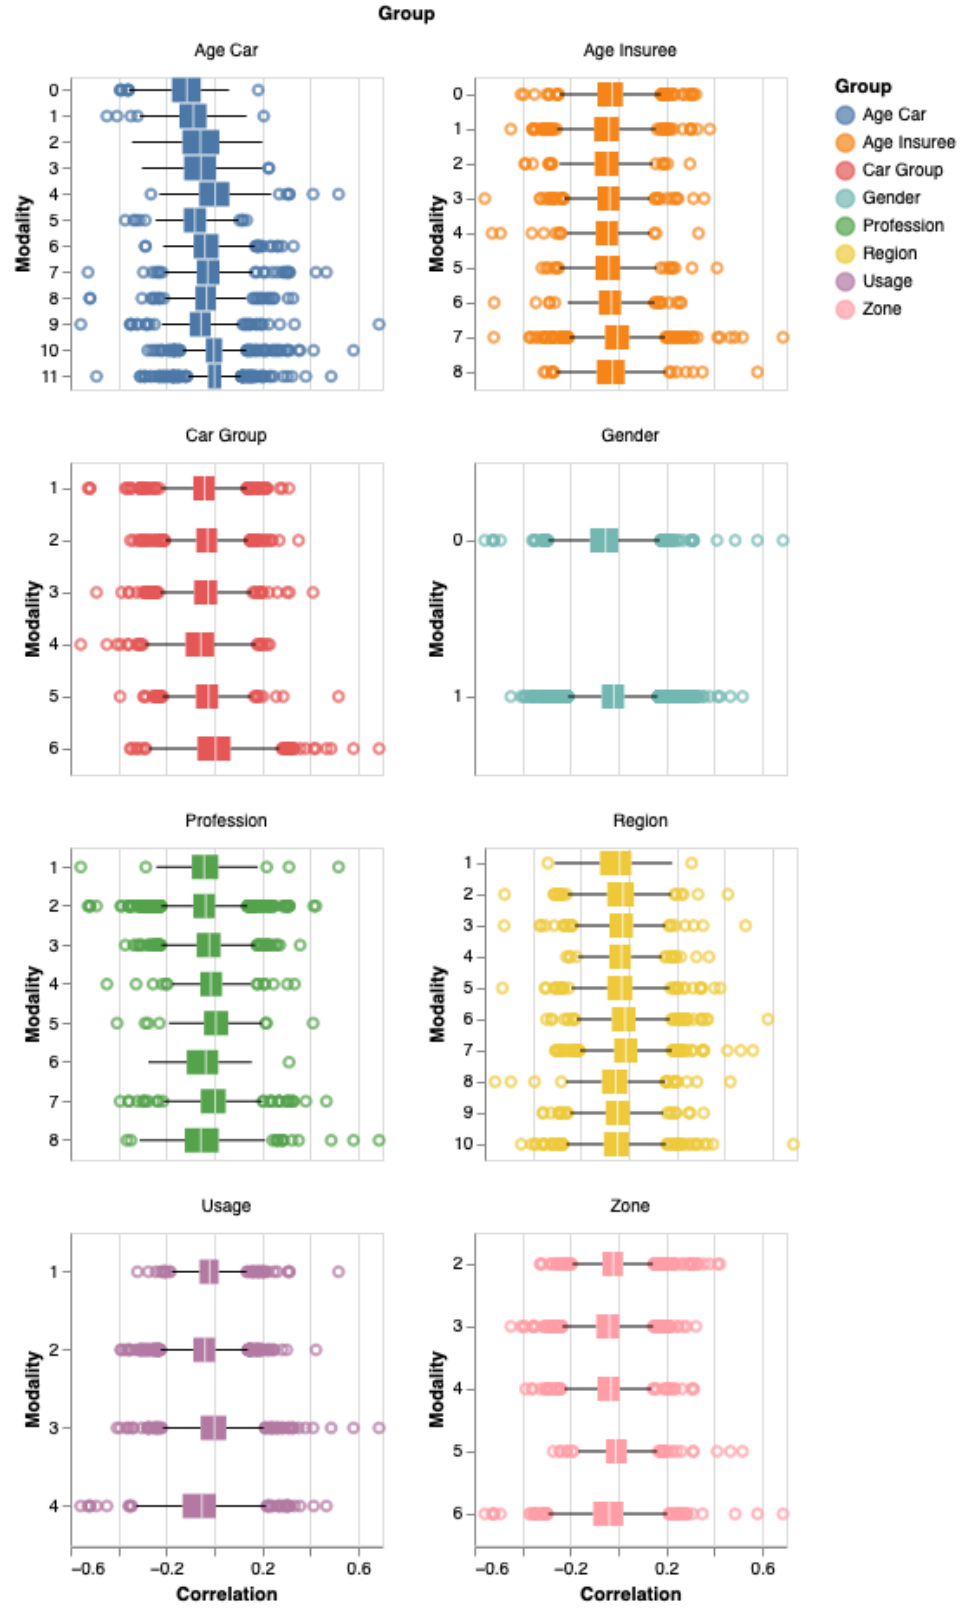 Group
Age Car
Age Insuree
Modality
0
1
2
3
4
5
6
7
8
9
10
11
Modality
0
1
2
3
4
5
6
7
8
Group
Age Car
Age Insuree
Car Group
Gender
Profession
Region
Usage
Zone
Car Group
Gender
Modality
1
2
3
4
5
6
Modality
0
1
Profession
Region
Modality
1
2
3
4
5
6
7
8
Modality
1
2
3
4
5
6
7
8
9
10
Usage
Zone
Modality
1
2
3
4
Modality
2
3
4
5
6
−0.6 −0.2 0.2 0.6
Correlation
−0.6 −0.2 0.2 0.6
Correlation